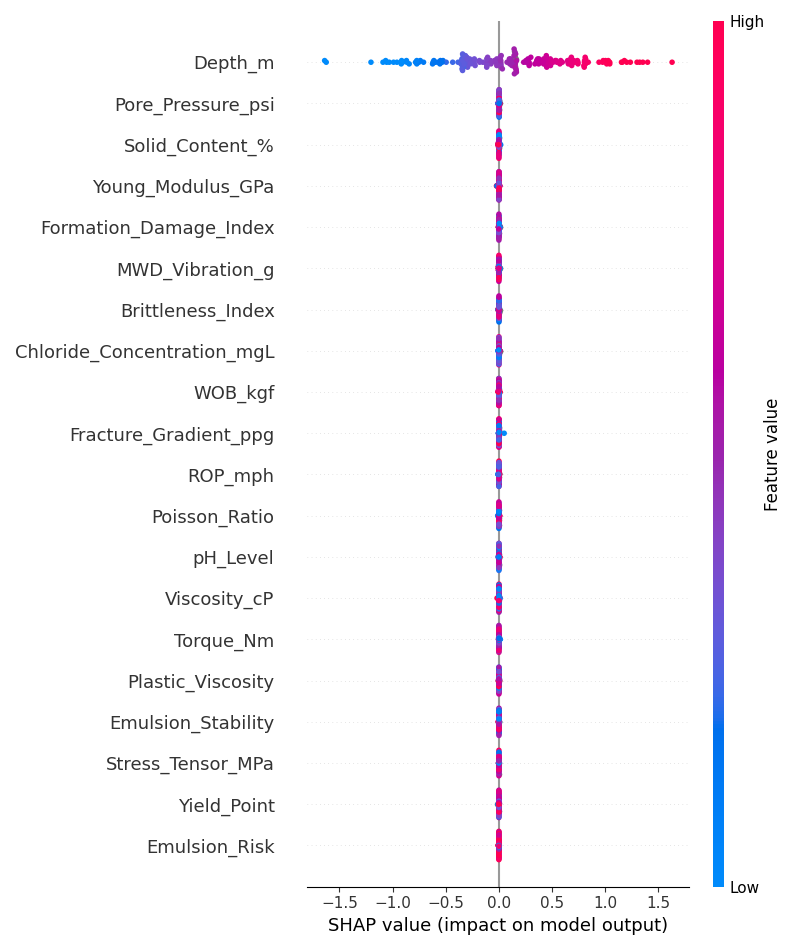 High
Depth_m
Pore_Pressure_psi
Solid_Content_%
Young_Modulus_GPa
Formation_Damage_Index
MWD_Vibration_g
Brittleness_Index
Chloride_Concentration_mgL
WOB_kgf
Fracture_Gradient_ppg
ROP_mph
Poisson_Ratio
pH_Level
Viscosity_cP
Torque_Nm
Plastic_Viscosity
Emulsion_Stability
Stress_Tensor_MPa
Yield_Point
Emulsion_Risk
Feature value
Low
−1.5 −1.0 −0.5 0.0 0.5 1.0 1.5
SHAP value (impact on model output)